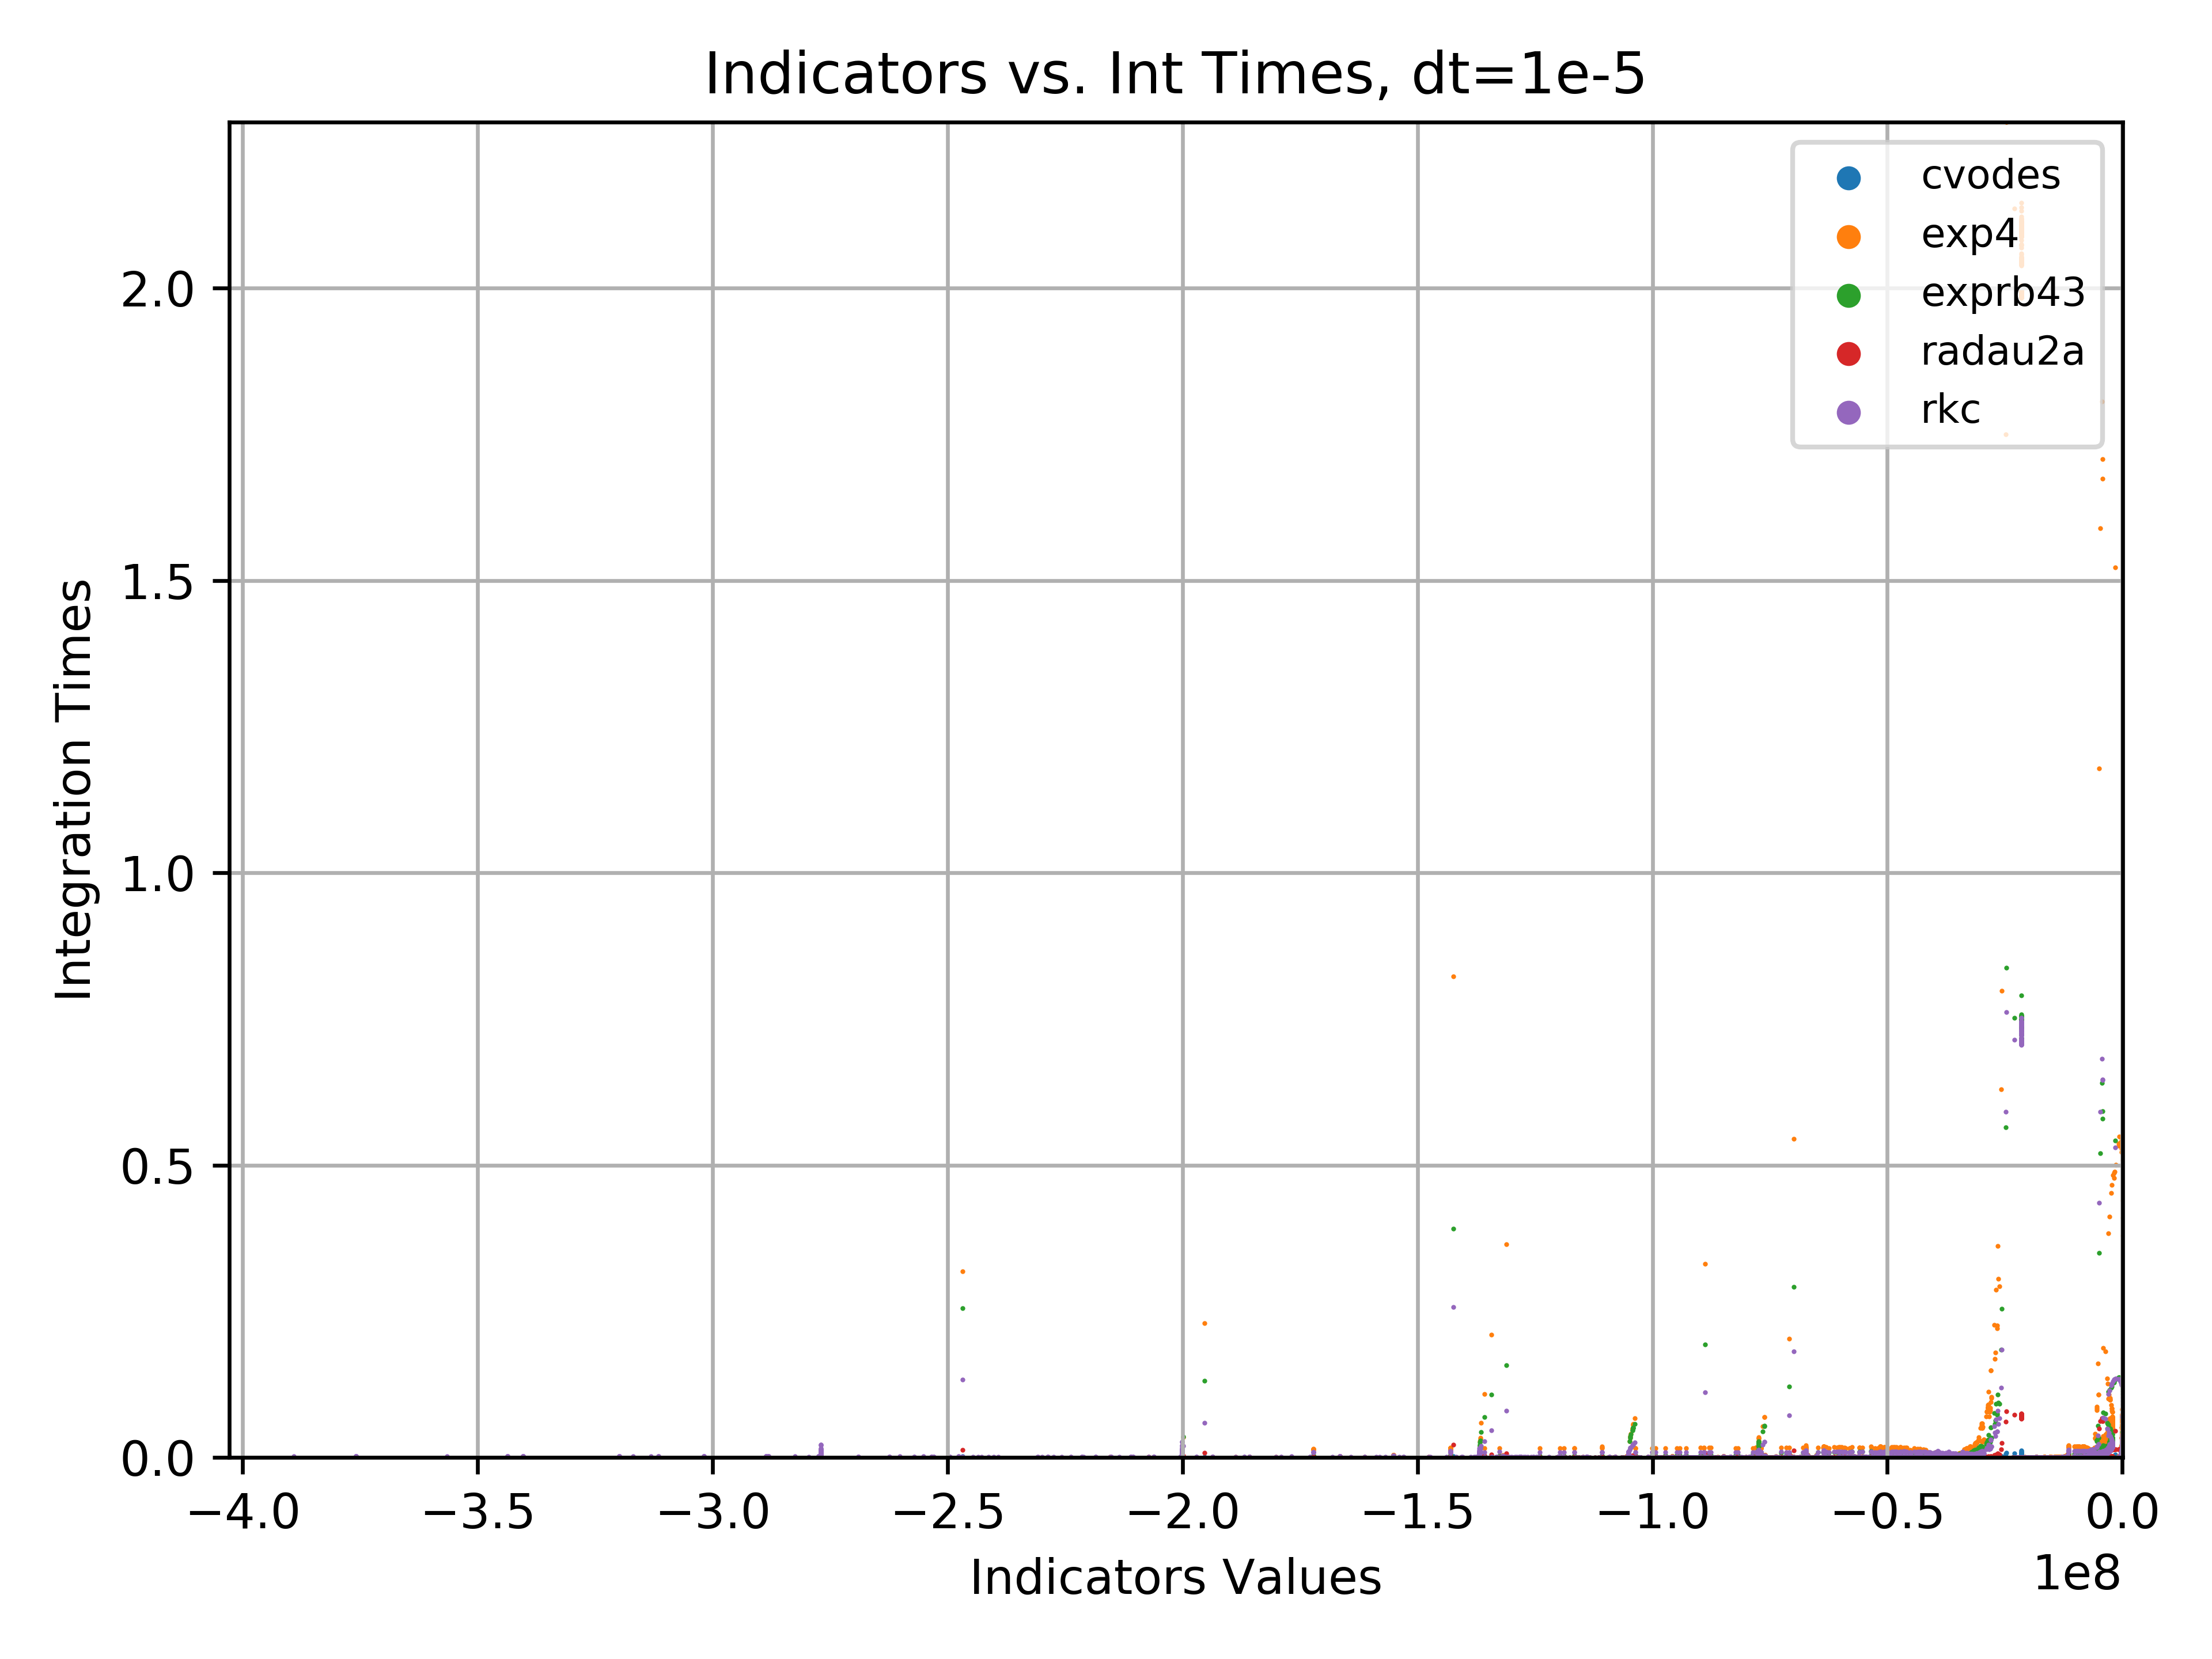 Indicators vs. Int Times, dt=1e-5
cvodes
exp4
exprb43
radau2a
rkc
Integration Times
2.0
1.5
1.0
0.5
0.0
−4.0 −3.5 −3.0 −2.5 −2.0 −1.5 −1.0 −0.5 0.0
1e8
Indicators Values